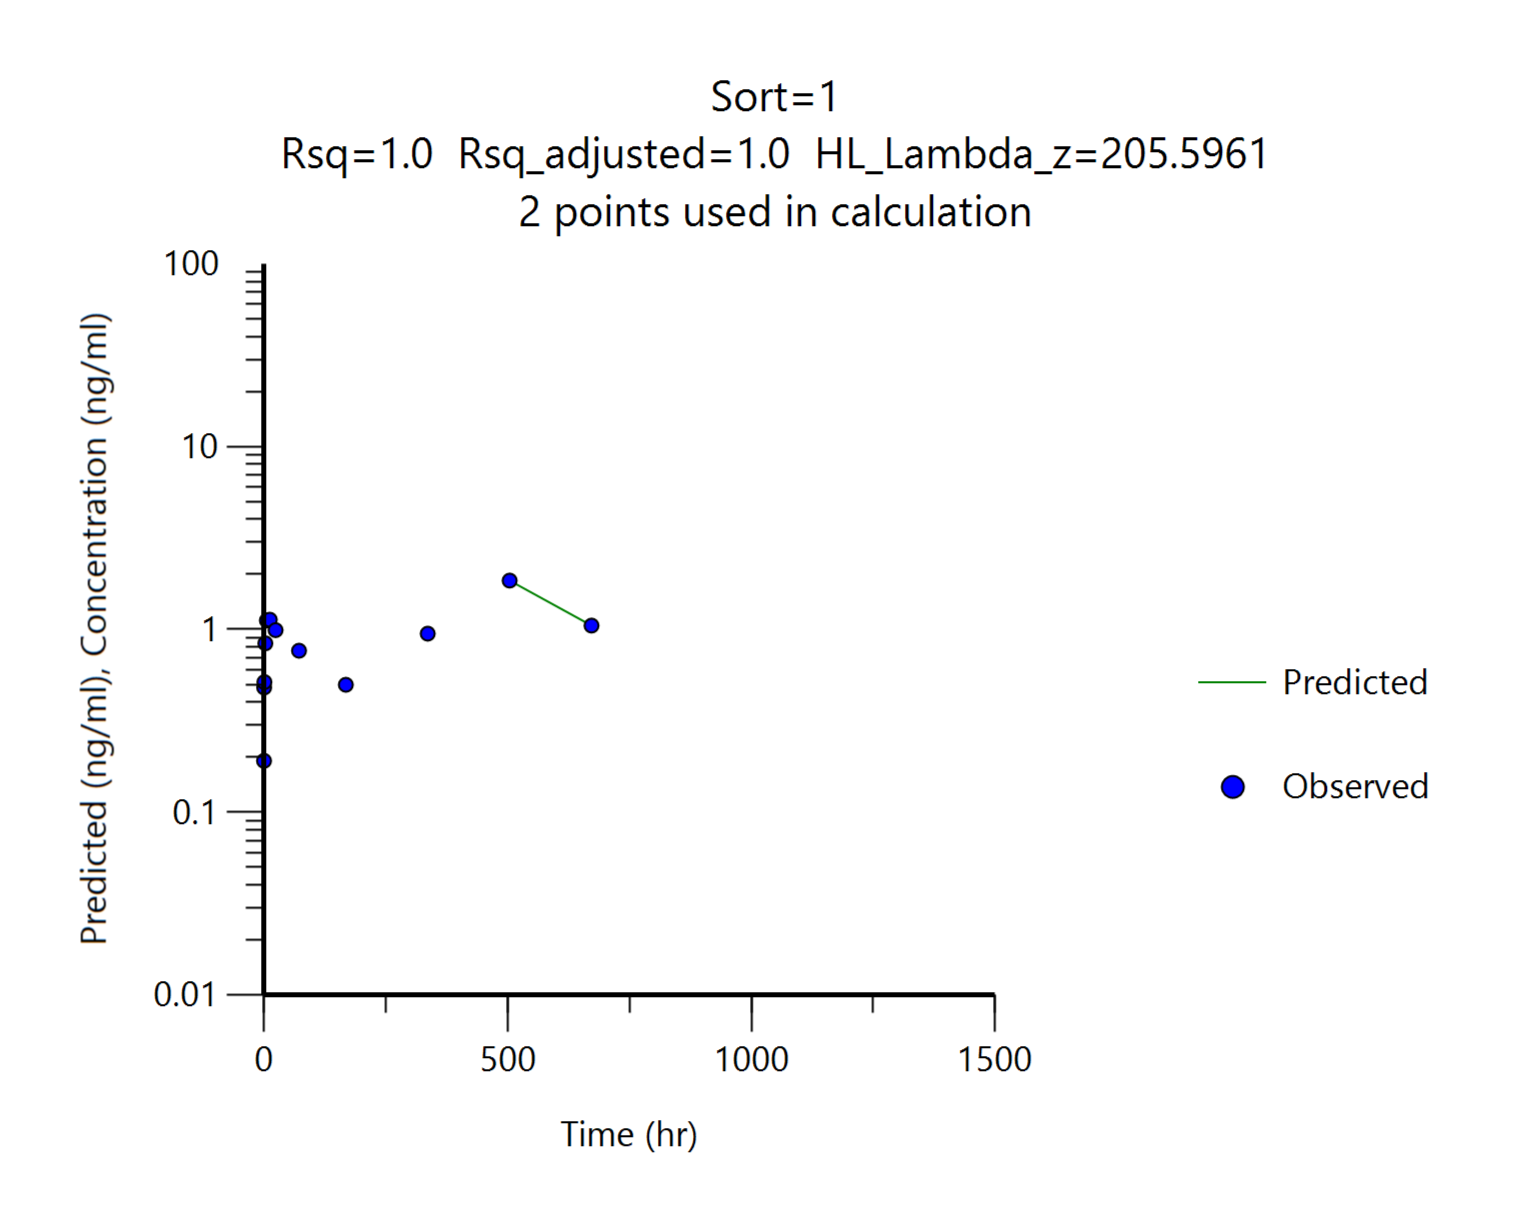 Sort=1
Rsq=1.0 Rsq_adjusted=1.0 HL_Lambda_z=205.5961
2 points used in calculation
Predicted (ng/ml), Concentration (ng/ml)
100
10
1
0.1
0.01
0 500 1000 1500
Time (hr)
Predicted
Observed